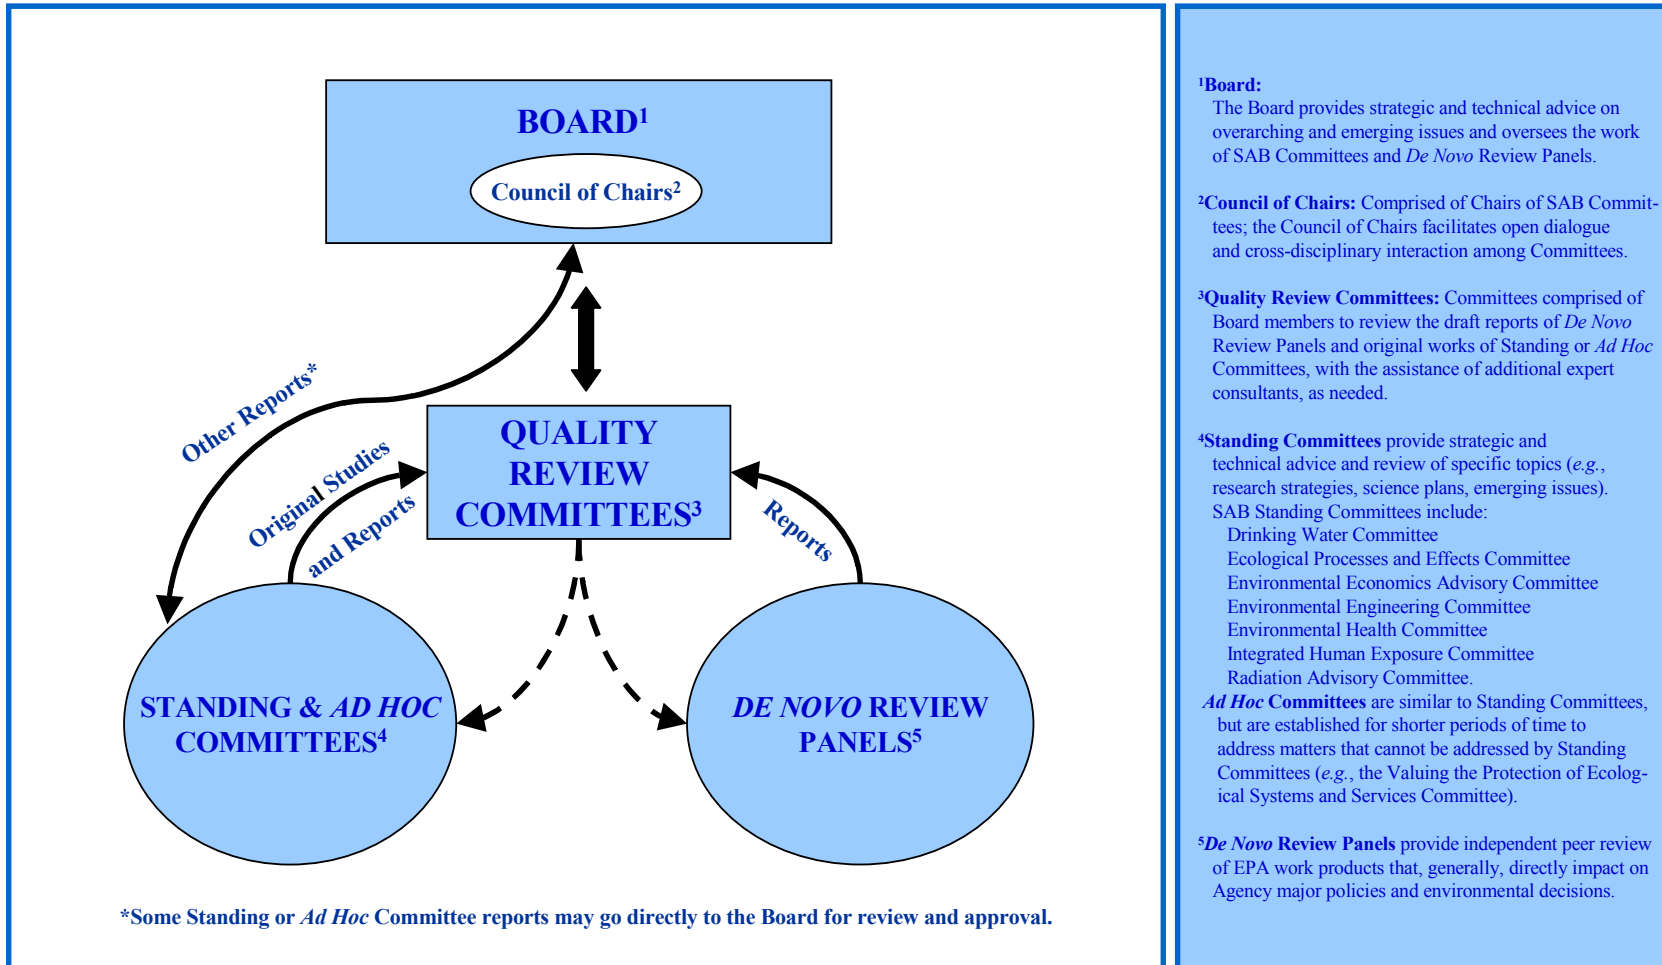 BOARD¹
Council of Chairs²
Other Reports*
Original Studies
and Reports
QUALITY
REVIEW
COMMITTEES³
Reports
STANDING & AD HOC
COMMITTEES⁴
DE NOVO REVIEW
PANELS⁵
*Some Standing or Ad Hoc Committee reports may go directly to the Board for review and approval.
¹Board:
The Board provides strategic and technical advice on
overarching and emerging issues and oversees the work
of SAB Committees and De Novo Review Panels.
²Council of Chairs: Comprised of Chairs of SAB Commit-
tees; the Council of Chairs facilitates open dialogue
and cross-disciplinary interaction among Committees.
³Quality Review Committees: Committees comprised of
Board members to review the draft reports of De Novo
Review Panels and original works of Standing or Ad Hoc
Committees, with the assistance of additional expert
consultants, as needed.
⁴Standing Committees provide strategic and
technical advice and review of specific topics (e.g.,
research strategies, science plans, emerging issues).
SAB Standing Committees include:
Drinking Water Committee
Ecological Processes and Effects Committee
Environmental Economics Advisory Committee
Environmental Engineering Committee
Environmental Health Committee
Integrated Human Exposure Committee
Radiation Advisory Committee.
Ad Hoc Committees are similar to Standing Committees,
but are established for shorter periods of time to
address matters that cannot be addressed by Standing
Committees (e.g., the Valuing the Protection of Ecolog-
ical Systems and Services Committee).
⁵De Novo Review Panels provide independent peer review
of EPA work products that, generally, directly impact on
Agency major policies and environmental decisions.